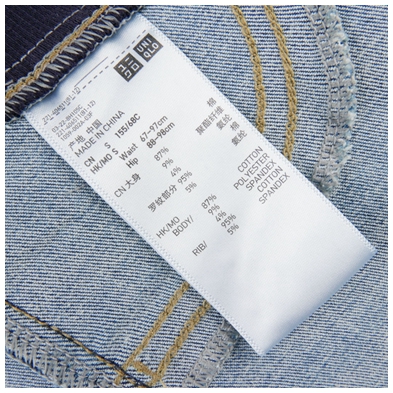 UNI
QLO
MADE IN CHINA
产地 中国
CN S 155/68C
HK/MO S Waist 67-97cm
Hip 88-98cm
CN-大身 87% 棉
9% 聚酯纤维
4% 氨纶
罗纹部分 95% 棉
5% 氨纶
HK/MO
BODY/ 87% COTTON
9% POLYESTER
4% SPANDEX
RIB/ 95% COTTON
5% SPANDEX